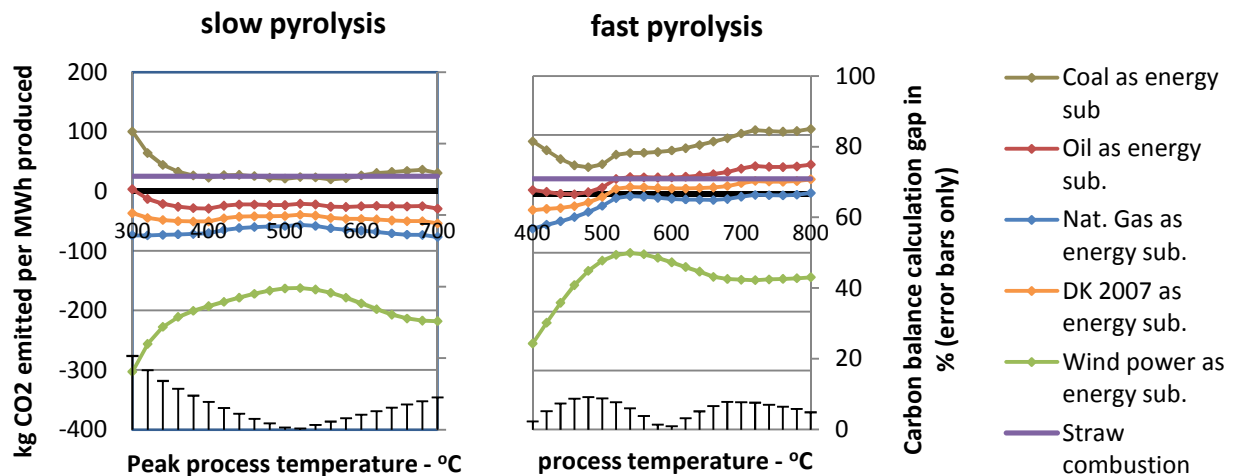 slow pyrolysis
fast pyrolysis
kg CO2 emitted per MWh produced
200
100
0
-100
-200
-300
-400
300
400
500
600
700
Peak process temperature - ºC
400
500
600
700
800
process temperature - ºC
100
80
60
40
20
0
Carbon balance calculation gap in
% (error bars only)
Coal as energy
sub
Oil as energy
sub.
Nat. Gas as
energy sub.
DK 2007 as
energy sub.
Wind power as
energy sub.
Straw
combustion